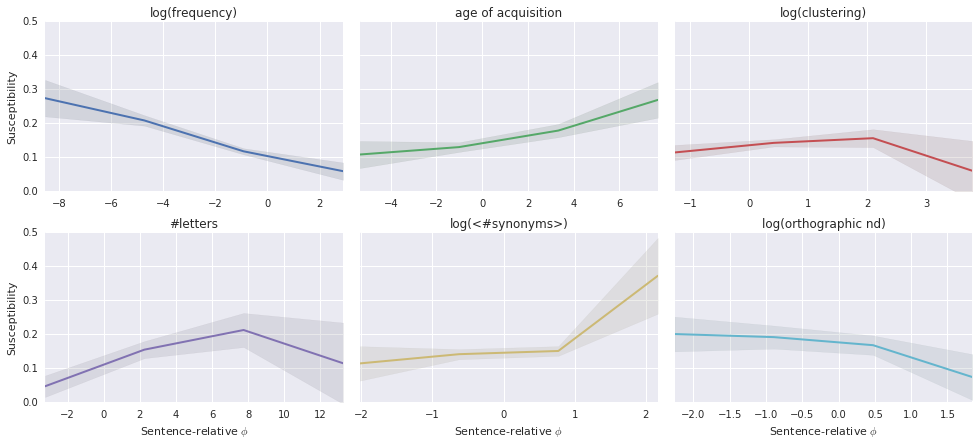 log(frequency)
age of acquisition
log(clustering)
0.5
0.4
0.3
0.2
0.1
0.0
Susceptibility
−8 −6 −4 −2 0 2
−4 −2 0 2 4 6
−1 0 1 2 3
#letters
log(<#synonyms>)
log(orthographic nd)
0.5
0.4
0.3
0.2
0.1
0.0
Susceptibility
−2 0 2 4 6 8 10 12
−2 −1 0 1 2
−2.0 −1.5 −1.0 −0.5 0.0 0.5 1.0 1.5
Sentence-relative ϕ
Sentence-relative ϕ
Sentence-relative ϕ